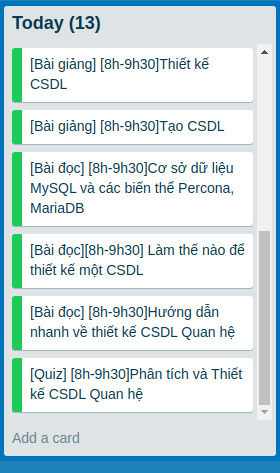 Today (13)
[Bài giảng] [8h-9h30]Thiết kế
CSDL
[Bài giảng] [8h-9h30]Tạo CSDL
[Bài đọc] [8h-9h30]Cơ sở dữ liệu
MySQL và các biến thể Percona,
MariaDB
[Bài đọc][8h-9h30] Làm thế nào để
thiết kế một CSDL
[Bài đọc] [8h-9h30]Hướng dẫn
nhanh về thiết kế CSDL Quan hệ
[Quiz] [8h-9h30]Phân tích và Thiết
kế CSDL Quan hệ
Add a card